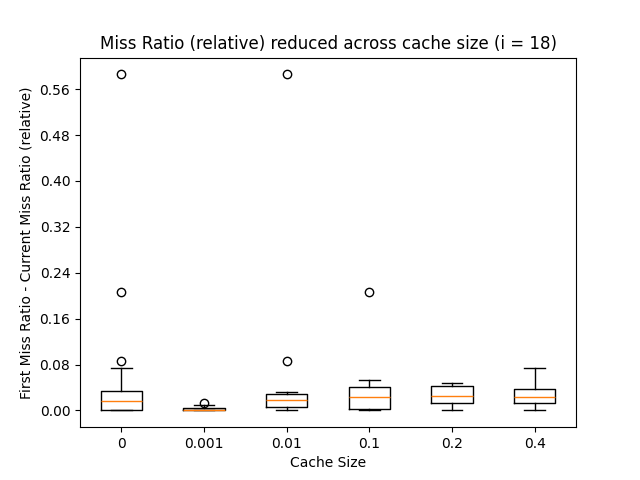 Miss Ratio (relative) reduced across cache size (i = 18)
First Miss Ratio - Current Miss Ratio (relative)
0.56
0.48
0.40
0.32
0.24
0.16
0.08
0.00
0 0.001 0.01 0.1 0.2 0.4
Cache Size